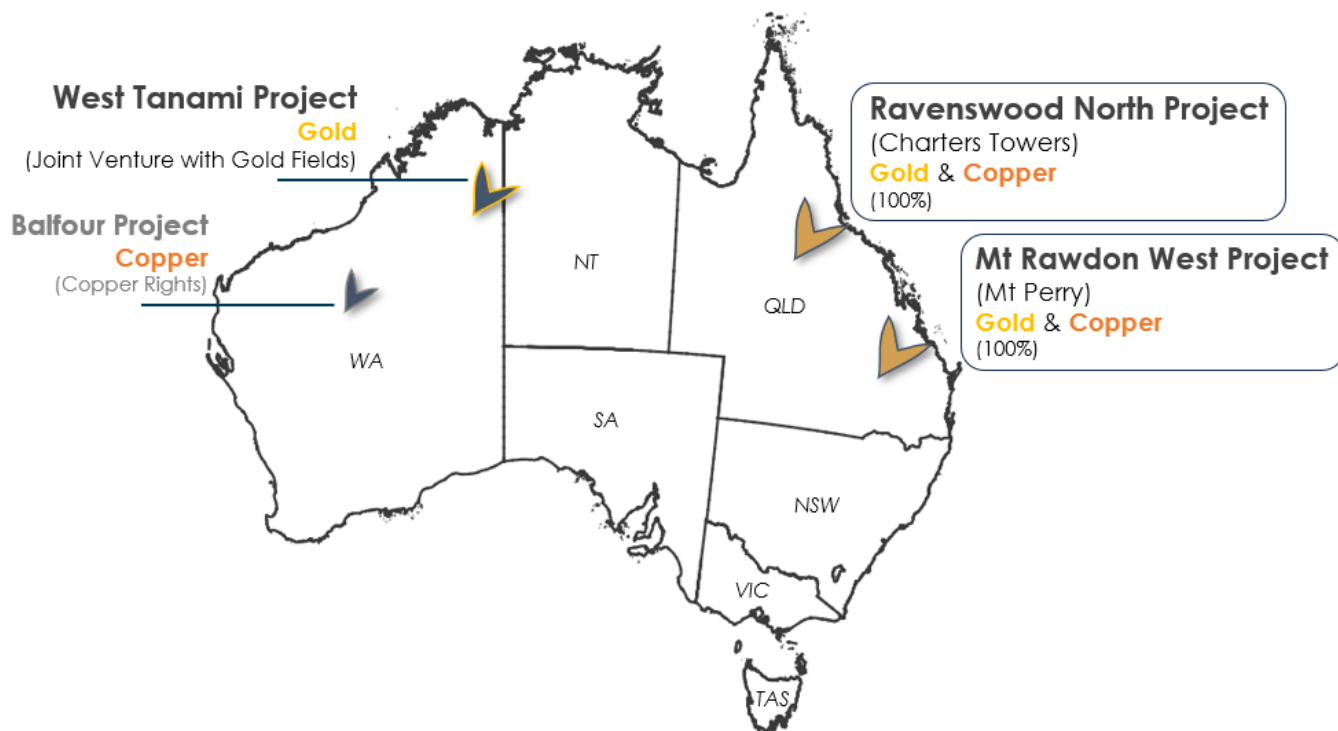 West Tanami Project
Gold
(Joint Venture with Gold Fields)
Balfour Project
Copper
(Copper Rights)
Ravenswood North Project
(Charters Towers)
Gold & Copper
(100%)
Mt Rawdon West Project
(Mt Perry)
Gold & Copper
(100%)
NT
QLD
WA
SA
NSW
VIC
TAS